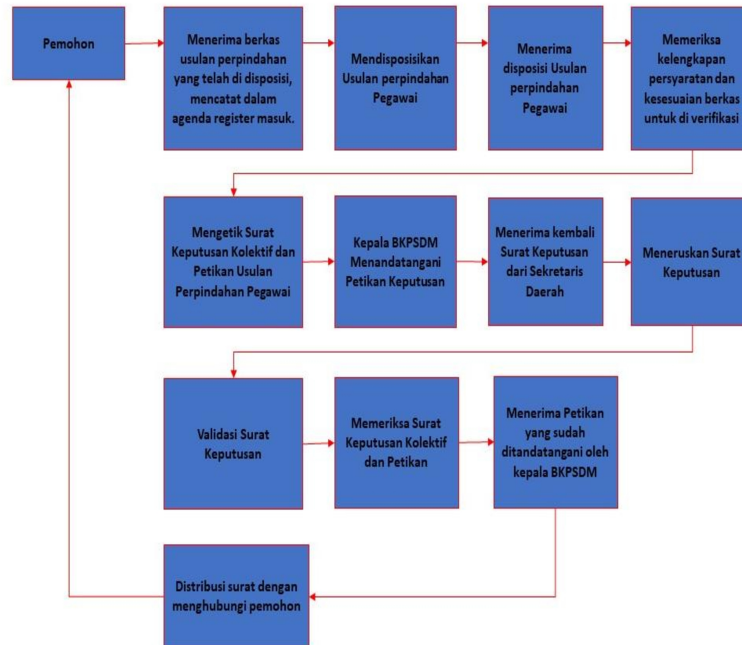 Pemohon
Menerima berkas
usulan perpindahan
yang telah di disposisi,
mencatat dalam
agenda register masuk.
Mendisposisikan
Usulan perpindahan
Pegawai
Menerima
disposisi Usulan
perpindahan
Pegawai
Memeriksa
kelengkapan
persyaratan dan
kesesuaian berkas
untuk di verifikasi
Mengetik Surat
Keputusan Kolektif dan
Petikan Usulan
Perpindahan Pegawai
Kepala BKPSDM
Menandatangani
Petikan Keputusan
Menerima kembali
Surat Keputusan
dari Sekretaris
Daerah
Meneruskan Surat
Keputusan
Validasi Surat
Keputusan
Memeriksa Surat
Keputusan Kolektif
dan Petikan
Menerima Petikan
yang sudah
ditandatangani oleh
kepala BKPSDM
Distribusi surat dengan
menghubungi pemohon